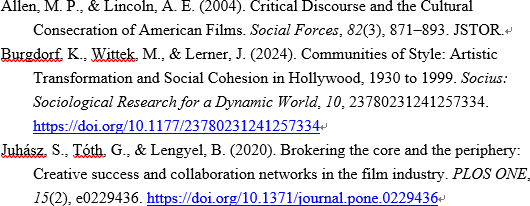 Allen, M. P., & Lincoln, A. E. (2004). Critical Discourse and the Cultural
Consecration of American Films. Social Forces, 82(3), 871–893. JSTOR.
Burgdorf, K., Wittek, M., & Lerner, J. (2024). Communities of Style: Artistic
Transformation and Social Cohesion in Hollywood, 1930 to 1999. Socius:
Sociological Research for a Dynamic World, 10, 23780231241257334.
https://doi.org/10.1177/23780231241257334
Juhász, S., Tóth, G., & Lengyel, B. (2020). Brokering the core and the periphery:
Creative success and collaboration networks in the film industry. PLOS ONE,
15(2), e0229436. https://doi.org/10.1371/journal.pone.0229436